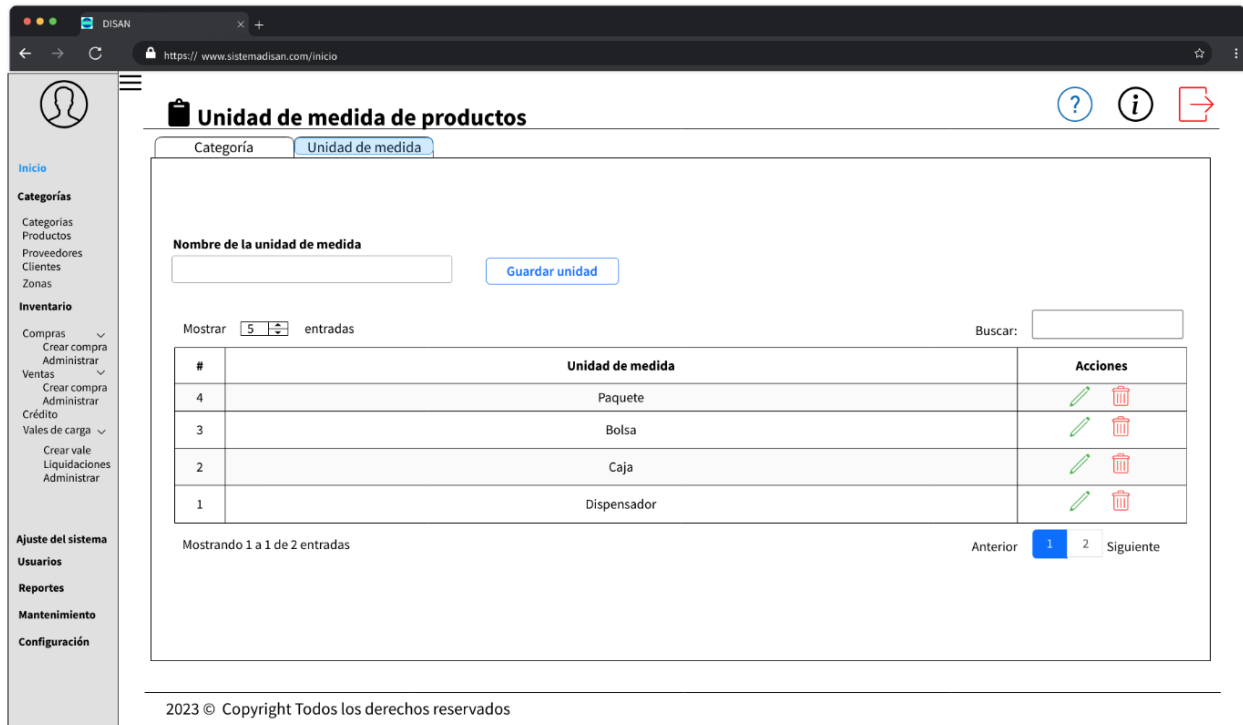 DISAN
https:// www.sistemadisan.com/inicio
Unidad de medida de productos
?
i
Categoría
Unidad de medida
Inicio
Categorías
Categorias
Productos
Proveedores
Clientes
Zonas
Inventario
Compras
Crear compra
Administrar
Ventas
Crear compra
Administrar
Crédito
Vales de carga
Crear vale
Liquidaciones
Administrar
Ajuste del sistema
Usuarios
Reportes
Mantenimiento
Configuración
Nombre de la unidad de medida
Guardar unidad
Mostrar 5 entradas
Buscar:
# Unidad de medida Acciones
4 Paquete
3 Bolsa
2 Caja
1 Dispensador
Mostrando 1 a 1 de 2 entradas
Anterior 1 2 Siguiente
2023 © Copyright Todos los derechos reservados